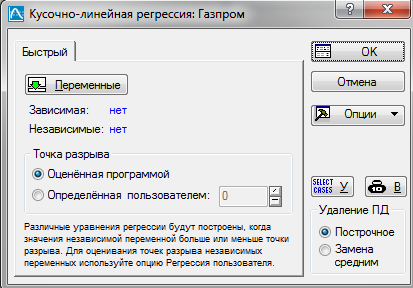 Кусочно-линейная регрессия: Газпром
Быстрый
Переменные
Зависимая: нет
Независимые: нет
Точка разрыва
Оценённая программой
Определённая пользователем: 0
Различные уравнения регрессии будут построены, когда
значения независимой переменной больше или меньше точки
разрыва. Для оценивания точек разрыва независимых
переменных используйте опцию Регрессия пользователя.
OK
Отмена
Опции
SELECT
CASES У В
Удаление ПД
Построчное
Замена
средним